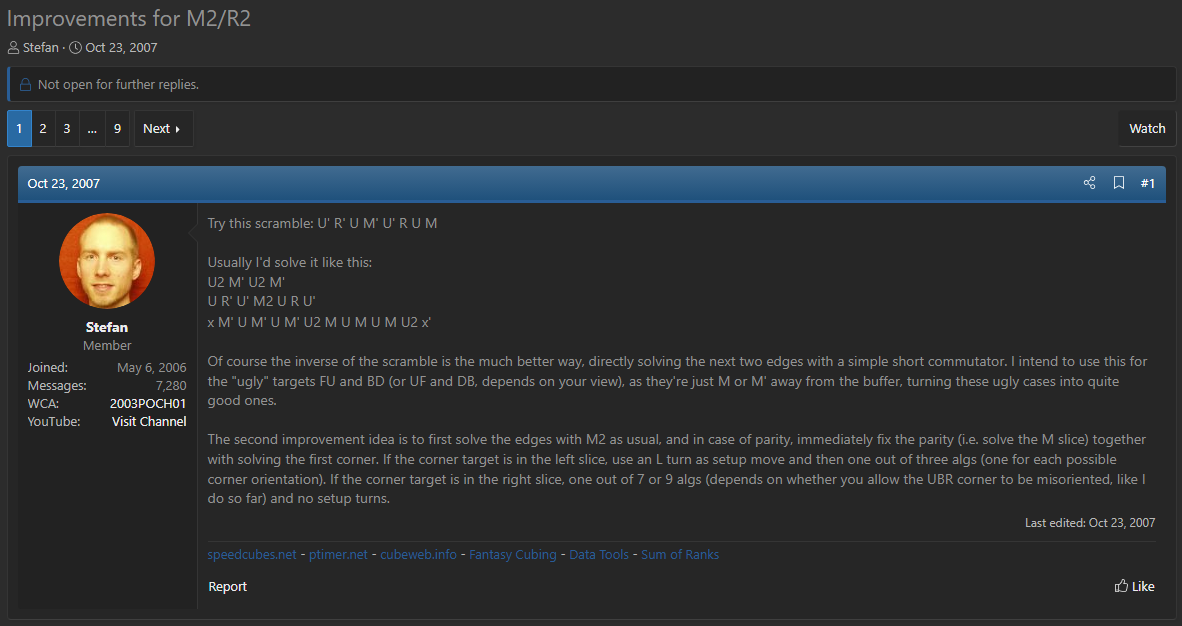 Improvements for M2/R2
Stefan · Oct 23, 2007
Not open for further replies.
1 2 3 ... 9 Next
Watch
Oct 23, 2007
#1
Stefan
Member
Joined: May 6, 2006
Messages: 7,280
WCA: 2003POCH01
YouTube: Visit Channel
Try this scramble: U' R' U M' U' R U M
Usually I'd solve it like this:
U2 M' U2 M'
U R' U' M2 U R U'
x M' U M' U M' U2 M U M U M U2 x'
Of course the inverse of the scramble is the much better way, directly solving the next two edges with a simple short commutator. I intend to use this for
the "ugly" targets FU and BD (or UF and DB, depends on your view), as they're just M or M' away from the buffer, turning these ugly cases into quite
good ones.
The second improvement idea is to first solve the edges with M2 as usual, and in case of parity, immediately fix the parity (i.e. solve the M slice) together
with solving the first corner. If the corner target is in the left slice, use an L turn as setup move and then one out of three algs (one for each possible
corner orientation). If the corner target is in the right slice, one out of 7 or 9 algs (depends on whether you allow the UBR corner to be misoriented, like I
do so far) and no setup turns.
Last edited: Oct 23, 2007
speedcubes.net - ptimer.net - cubeweb.info - Fantasy Cubing - Data Tools - Sum of Ranks
Report
Like